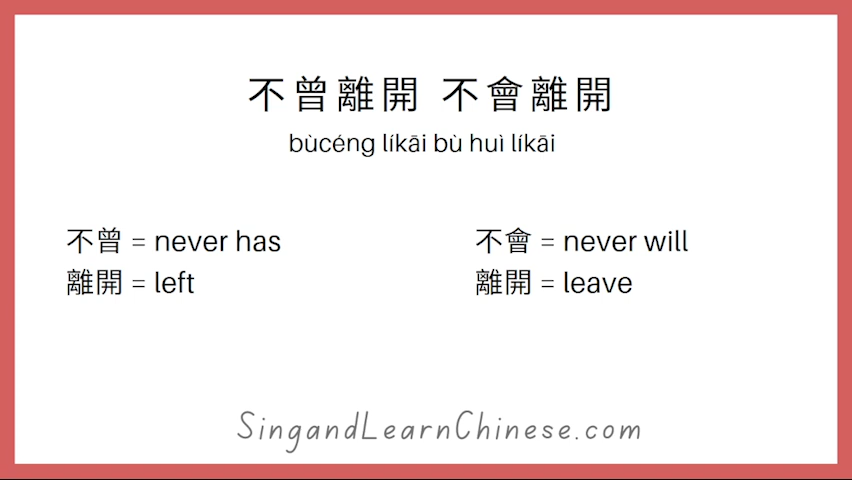 不曾離開 不會離開
bùcéng líkāi bù huì líkāi
不曾 = never has
離開 = left
不會 = never will
離開 = leave
SingandLearnChinese.com